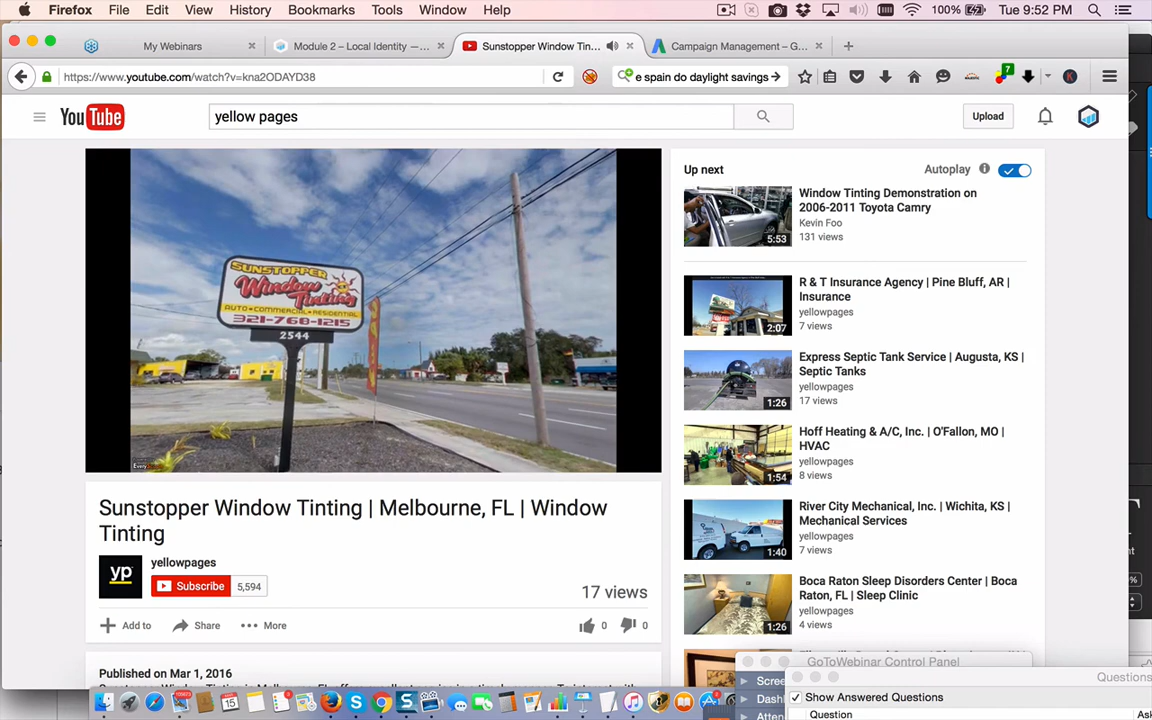 Firefox File Edit View History Bookmarks Tools Window Help 100% Tue 9:52 PM
My Webinars Module 2 – Local Identity —... Sunstopper Window Tin... Campaign Management – G...
https://www.youtube.com/watch?v=kna2ODAYD38 e spain do daylight savings 7 K
YouTube yellow pages Upload
Up next Autoplay
Window Tinting Demonstration on
2006-2011 Toyota Camry
Kevin Foo
131 views
5:53
R & T Insurance Agency | Pine Bluff, AR |
Insurance
yellowpages
7 views
2:07
Express Septic Tank Service | Augusta, KS |
Septic Tanks
yellowpages
17 views
1:26
Hoff Heating & A/C, Inc. | O'Fallon, MO |
HVAC
yellowpages
8 views
1:54
River City Mechanical, Inc. | Wichita, KS |
Mechanical Services
yellowpages
7 views
1:40
Boca Raton Sleep Disorders Center | Boca
Raton, FL | Sleep Clinic
yellowpages
4 views
1:26
SUNSTOPPER
Window Tinting
AUTO - COMMERCIAL - RESIDENTIAL
321-768-1215
2544
Sunstopper Window Tinting | Melbourne, FL | Window
Tinting
yp
yellowpages
Subscribe 5,594
17 views
Add to Share More 0 0
Published on Mar 1, 2016
GoToWebinar Control Panel
Scree
Dashl
Atten
Questions
Show Answered Questions
Question Ask